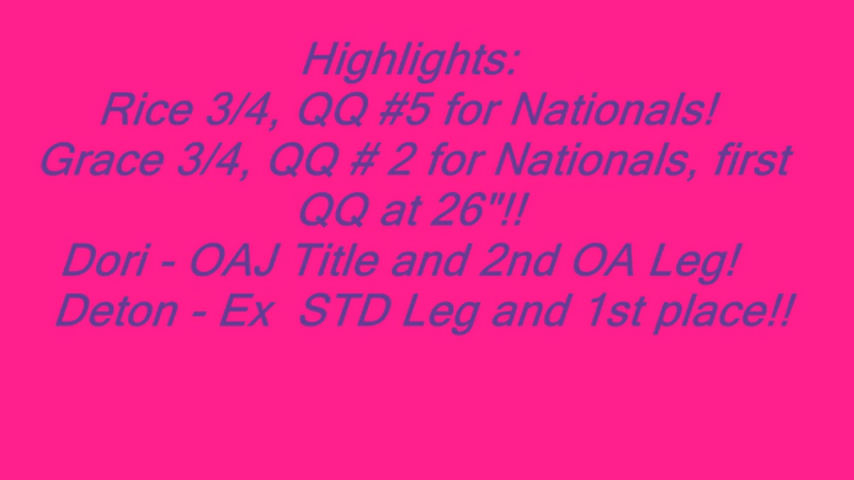 Highlights:
Rice 3/4, QQ #5 for Nationals!
Grace 3/4, QQ # 2 for Nationals, first
QQ at 26"!!
Dori - OAJ Title and 2nd OA Leg!
Deton - Ex  STD Leg and 1st place!!